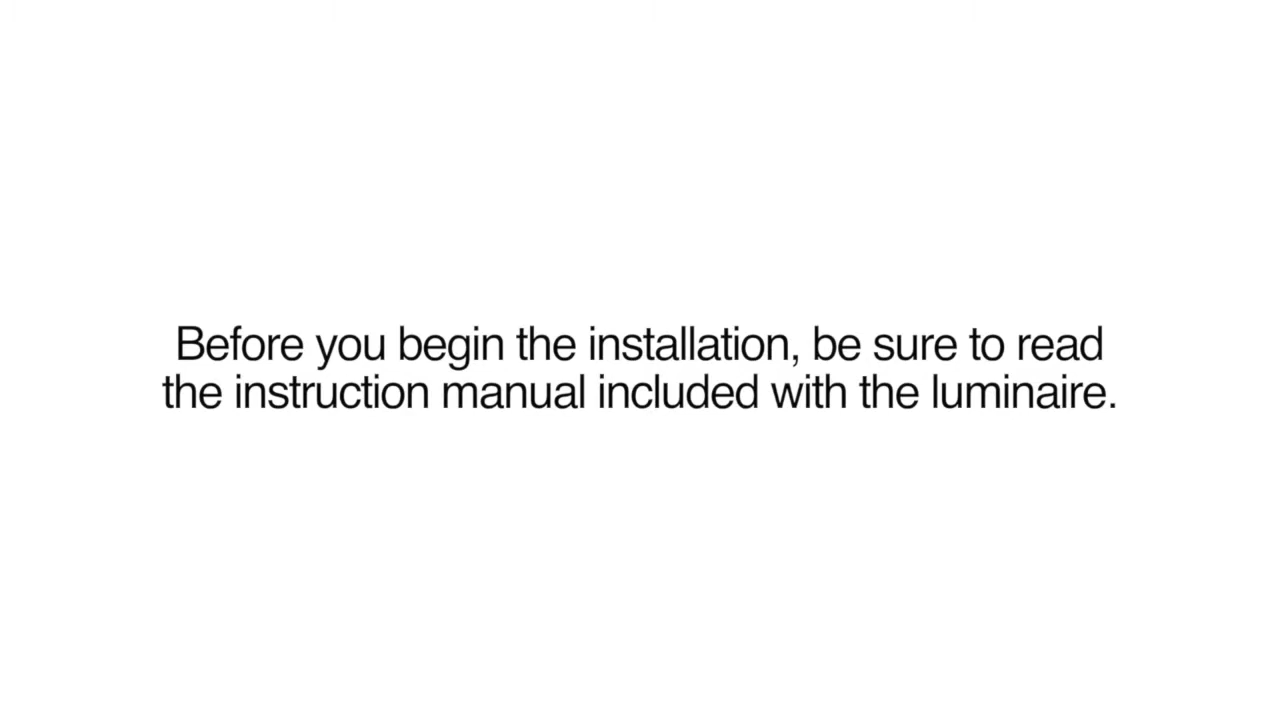 Before you begin the installation, be sure to read
the instruction manual included with the luminaire.